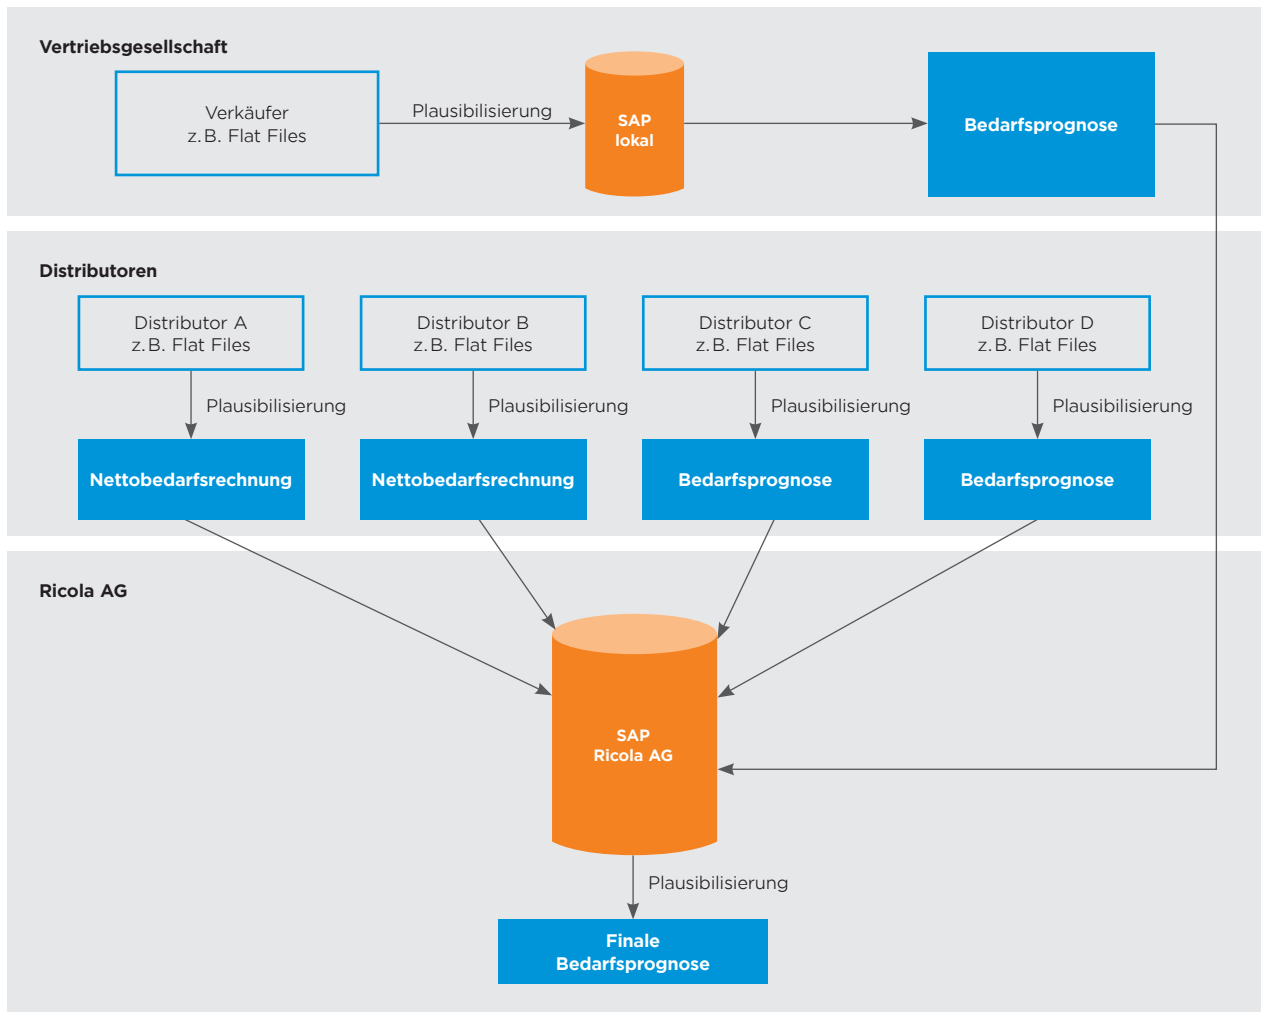 Vertriebsgesellschaft
Verkäufer
z. B. Flat Files
Plausibilisierung
SAP
lokal
Bedarfsprognose
Distributoren
Distributor A
z. B. Flat Files
Distributor B
z. B. Flat Files
Distributor C
z. B. Flat Files
Distributor D
z. B. Flat Files
Plausibilisierung
Plausibilisierung
Plausibilisierung
Plausibilisierung
Nettobedarfsrechnung
Nettobedarfsrechnung
Bedarfsprognose
Bedarfsprognose
Ricola AG
SAP
Ricola AG
Plausibilisierung
Finale
Bedarfsprognose